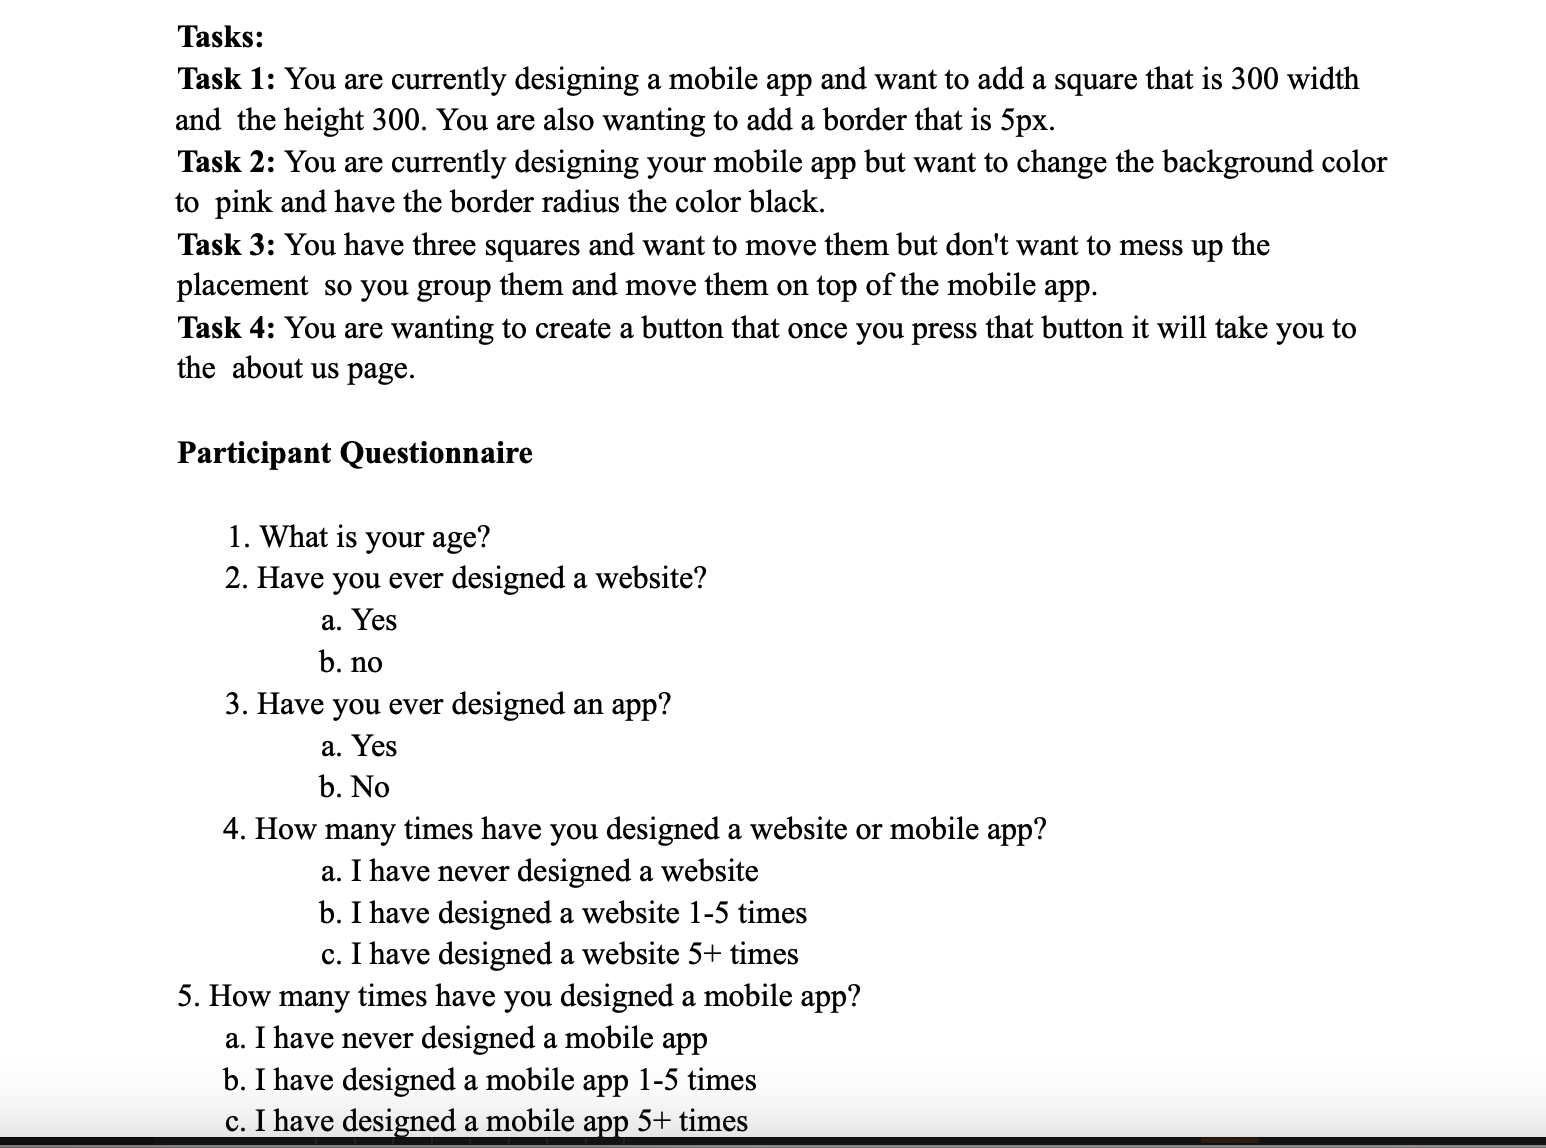 Tasks:
Task 1: You are currently designing a mobile app and want to add a square that is 300 width
and  the height 300. You are also wanting to add a border that is 5px.
Task 2: You are currently designing your mobile app but want to change the background color
to  pink and have the border radius the color black.
Task 3: You have three squares and want to move them but don't want to mess up the
placement  so you group them and move them on top of the mobile app.
Task 4: You are wanting to create a button that once you press that button it will take you to
the  about us page.
Participant Questionnaire
1. What is your age?
2. Have you ever designed a website?
a. Yes
b. no
3. Have you ever designed an app?
a. Yes
b. No
4. How many times have you designed a website or mobile app?
a. I have never designed a website
b. I have designed a website 1-5 times
c. I have designed a website 5+ times
5. How many times have you designed a mobile app?
a. I have never designed a mobile app
b. I have designed a mobile app 1-5 times
c. I have designed a mobile app 5+ times